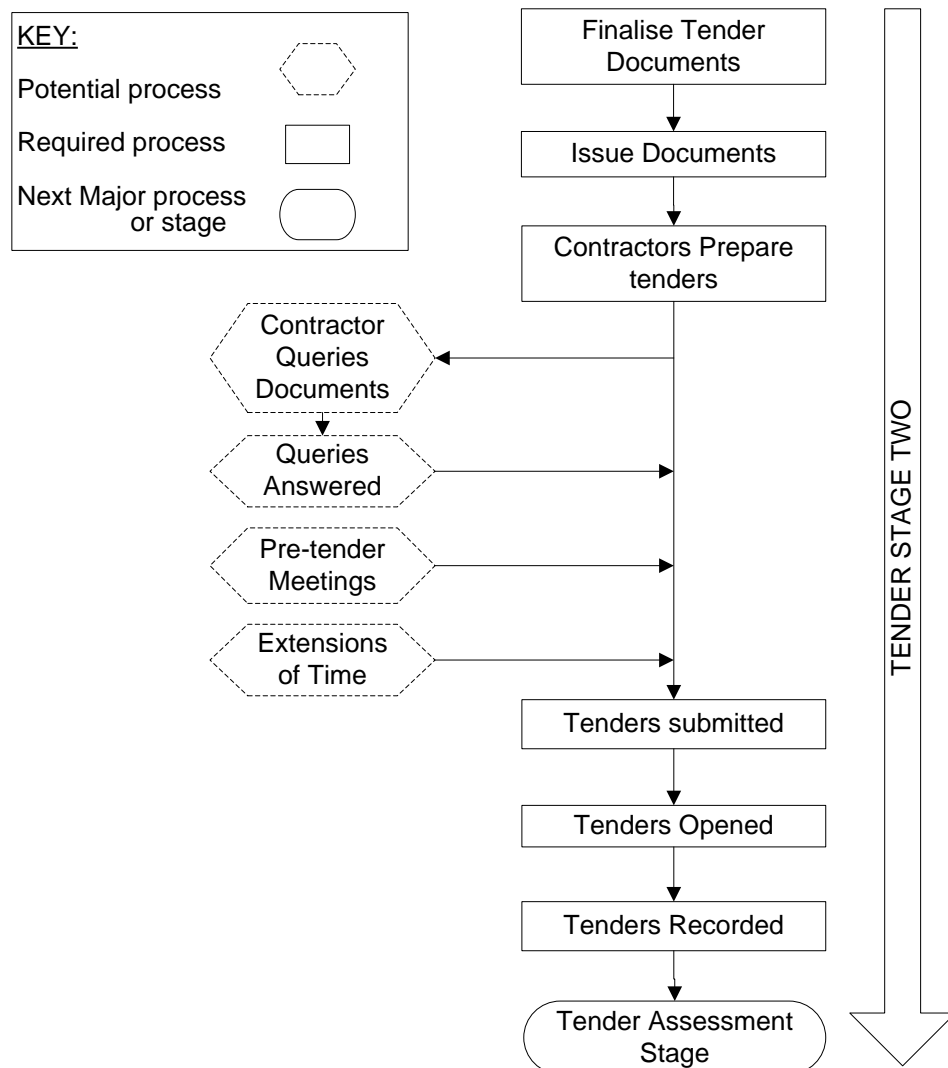 KEY:
Potential process
Required process
Next Major process
or stage
Finalise Tender
Documents
Issue Documents
Contractors Prepare
tenders
Contractor
Queries
Documents
Queries
Answered
Pre-tender
Meetings
Extensions
of Time
Tenders submitted
Tenders Opened
Tenders Recorded
Tender Assessment
Stage
TENDER STAGE TWO